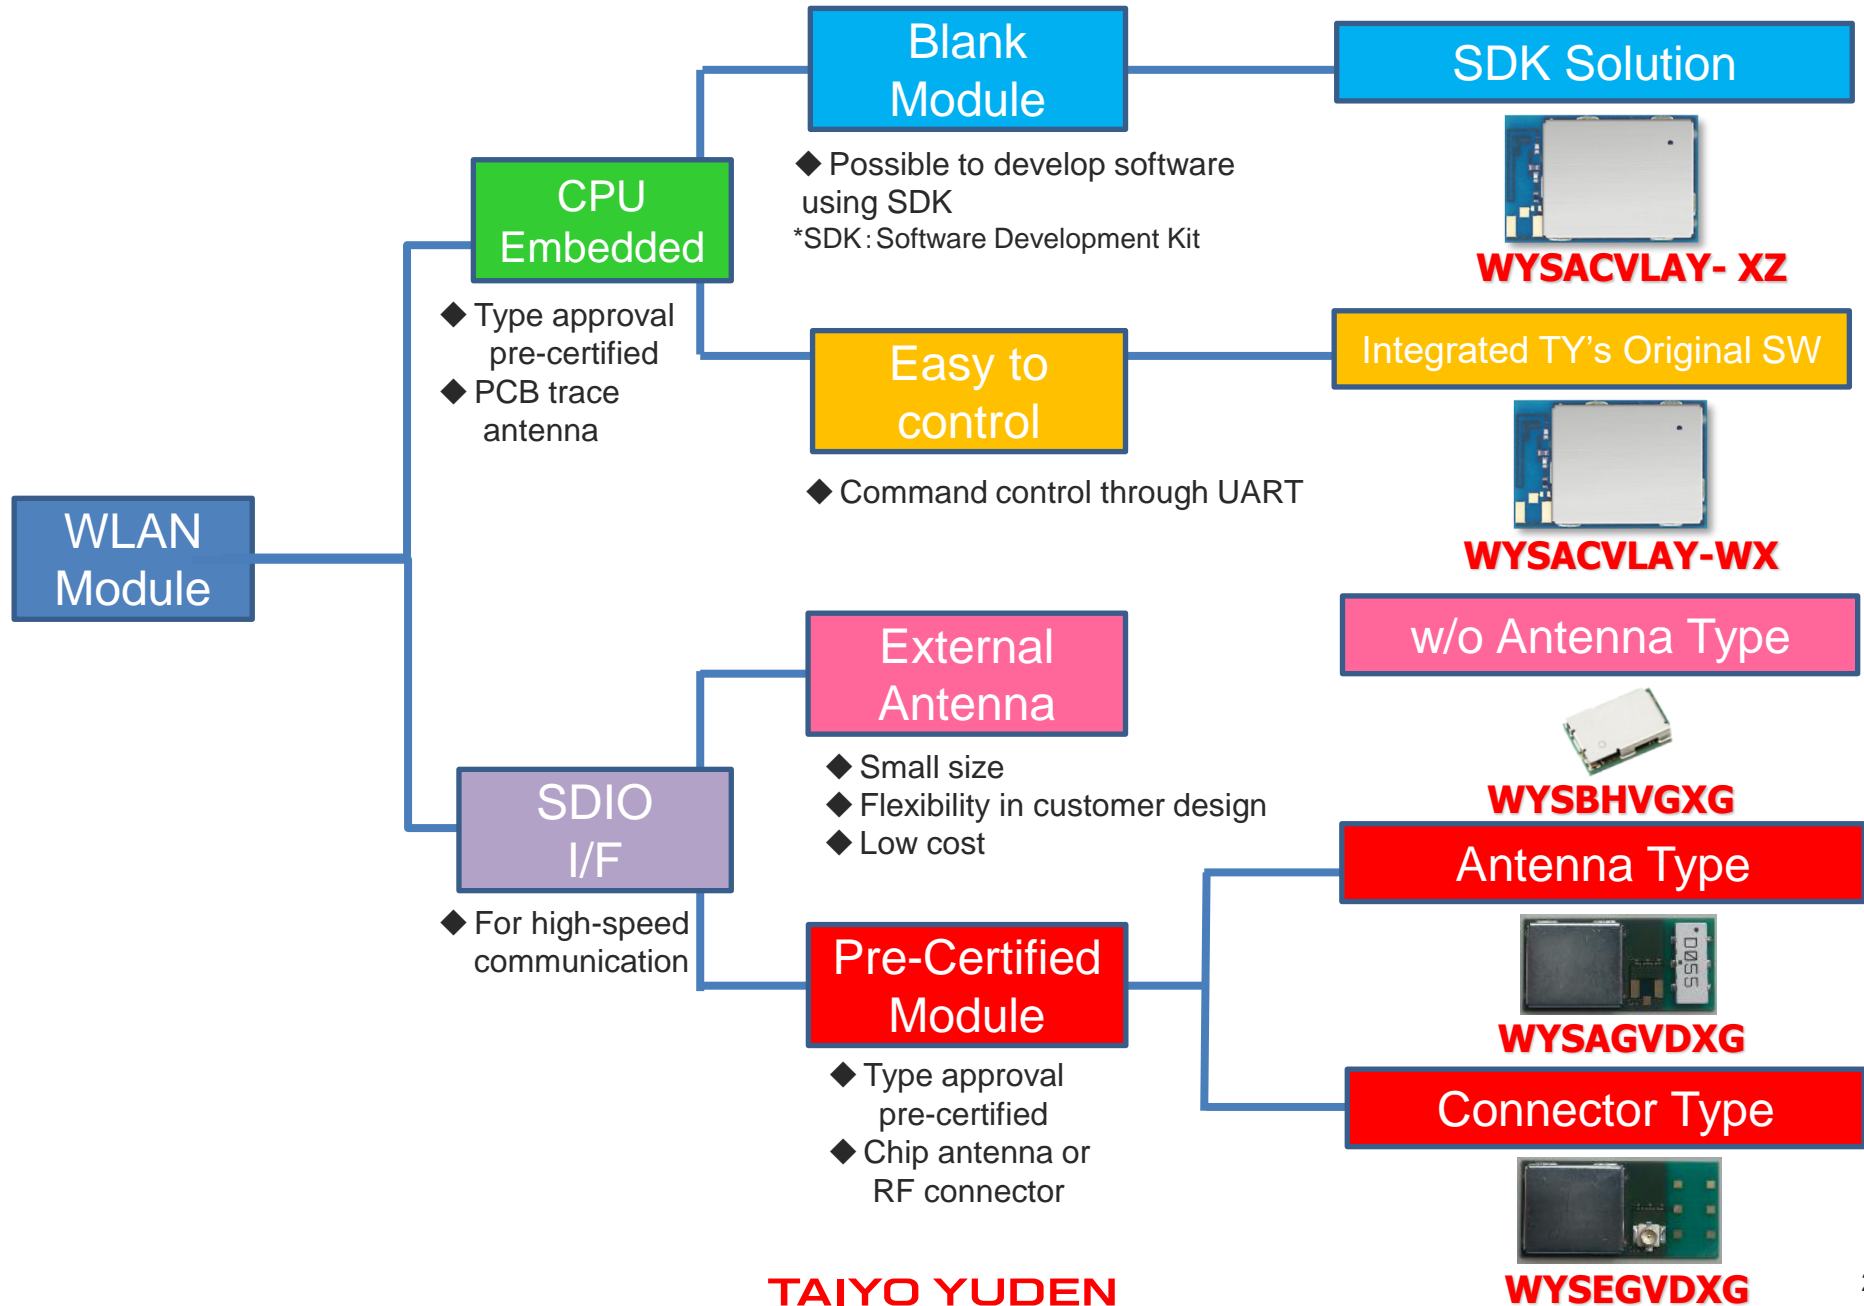 WLAN
Module
CPU
Embedded
◆ Type approval
pre-certified
◆ PCB trace
antenna
SDIO
I/F
◆ For high-speed
communication
Blank
Module
◆ Possible to develop software
using SDK
*SDK：Software Development Kit
Easy to
control
◆ Command control through UART
External
Antenna
◆ Small size
◆ Flexibility in customer design
◆ Low cost
Pre-Certified
Module
◆ Type approval
pre-certified
◆ Chip antenna or
RF connector
SDK Solution
WYSACVLAY- XZ
Integrated TY's Original SW
WYSACVLAY-WX
w/o Antenna Type
WYSBHVGXG
Antenna Type
D055
WYSAGVDXG
Connector Type
WYSEGVDXG
TAIYO YUDEN